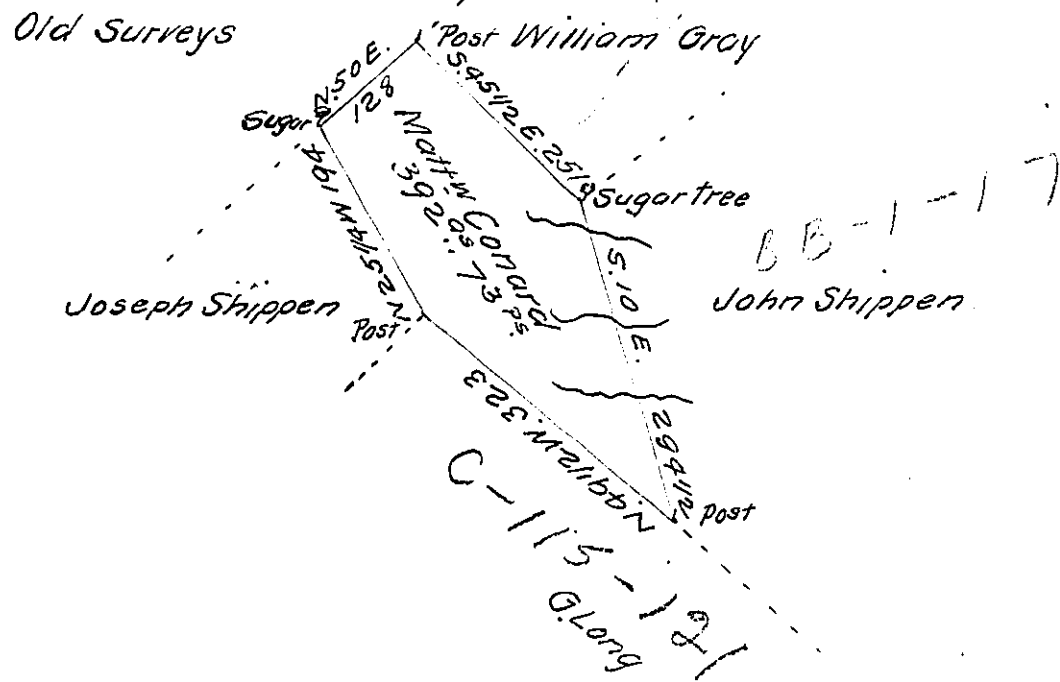 Old Surveys
Post William Gray
N.50 E.
128
S.45 1/2 E. 251
Sugar
Matt'w Conard
392 as.. 73 ps.
Sugar tree
BB-1-17
N 25 1/4 W 194
S. 10 E.
294 1/2
Joseph Shippen
John Shippen
Post
N.49 1/2 W. 323
Post
C-115-121
G. Long